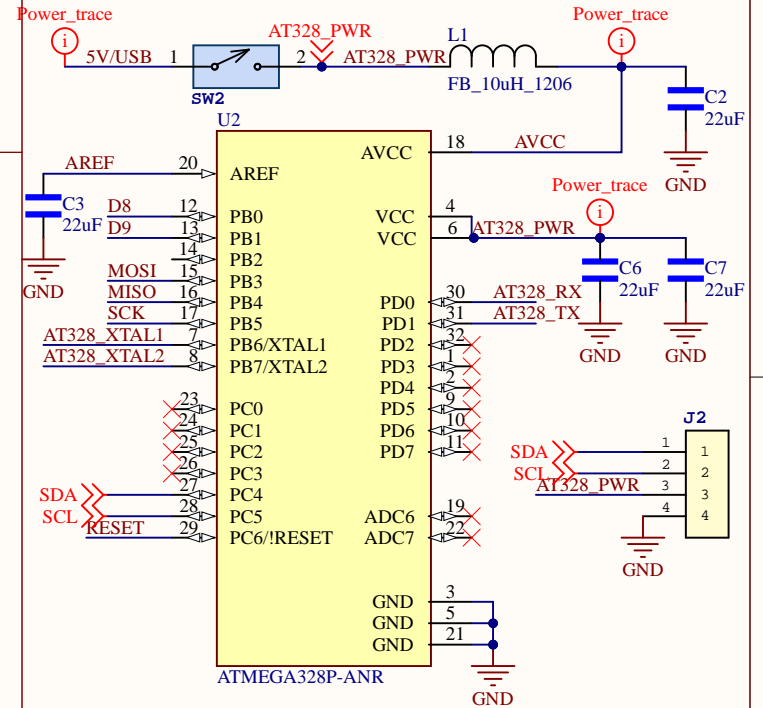 Power_trace
AT328_PWR
Power_trace
i
i
5V/USB
1
2
AT328_PWR
L1
FB_10uH_1206
SW2
C2
22uF
GND
U2
AREF
20
AREF
AVCC
18
AVCC
C3
22uF
GND
Power_trace
i
D8
12
PB0
VCC
4
D9
13
PB1
VCC
6
AT328_PWR
14
PB2
MOSI
15
PB3
C6
22uF
GND
C7
22uF
GND
MISO
16
PB4
PD0
30
AT328_RX
SCK
17
PB5
PD1
31
AT328_TX
AT328_XTAL1
7
PB6/XTAL1
PD2
32
AT328_XTAL2
8
PB7/XTAL2
PD3
1
PD4
2
23
PC0
PD5
9
24
PC1
PD6
10
25
PC2
PD7
11
26
PC3
J2
SDA
1
1
SCL
2
2
AT328_PWR
3
3
4
4
GND
SDA
27
PC4
SCL
28
PC5
ADC6
19
RESET
29
PC6/!RESET
ADC7
22
GND
3
GND
5
GND
21
GND
ATMEGA328P-ANR